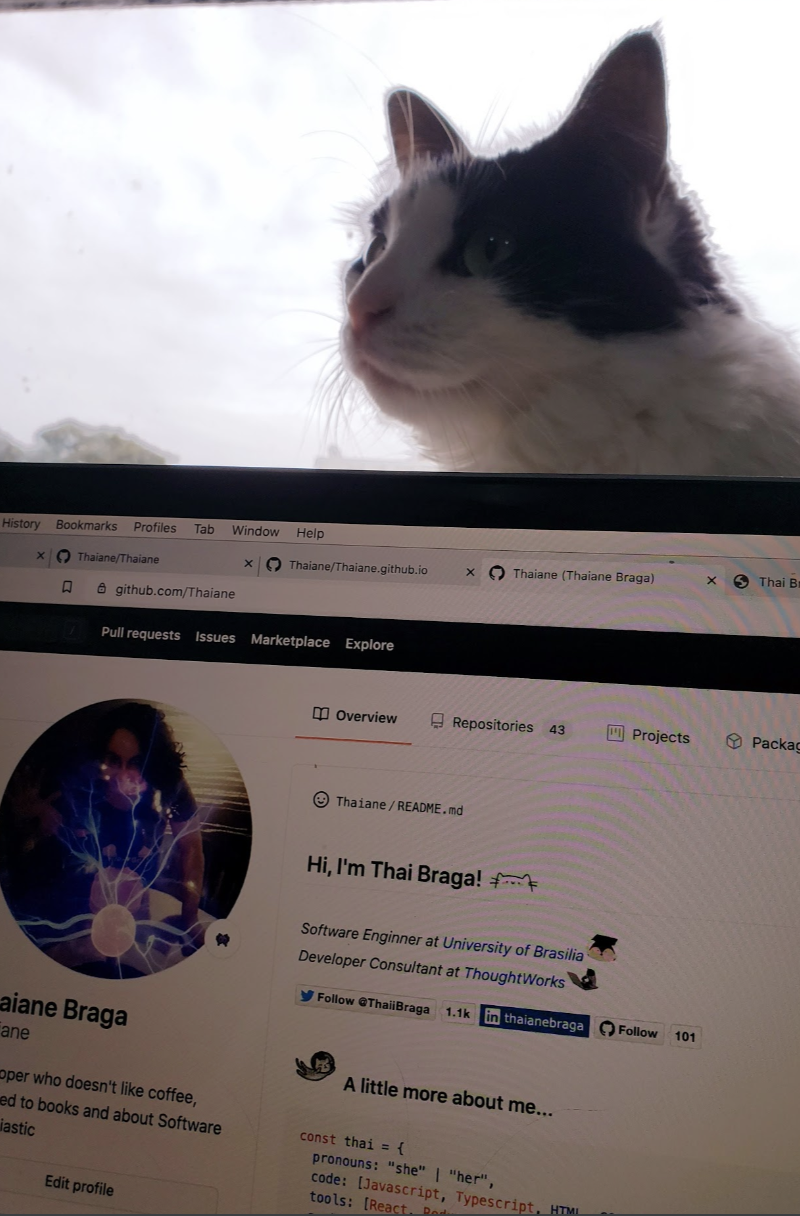 History Bookmarks Profiles Tab Window Help
Thaiane/Thaiane Thaiane/Thaiane.github.io Thaiane (Thaiane Braga) Thai B
github.com/Thaiane
Pull requests Issues Marketplace Explore
Overview Repositories 43 Projects Packag
Thaiane/README.md
Hi, I'm Thai Braga!
Software Enginner at University of Brasilia
Developer Consultant at ThoughtWorks
Follow @ThaiiBraga 1.1k in thaianebraga Follow 101
A little more about me...
const thai = {
pronouns: "she" | "her",
code: [Javascript, Typescript, HTML,
tools: [React,
aiane Braga
iane
oper who doesn't like coffee,
ed to books and about Software
iastic
Edit profile